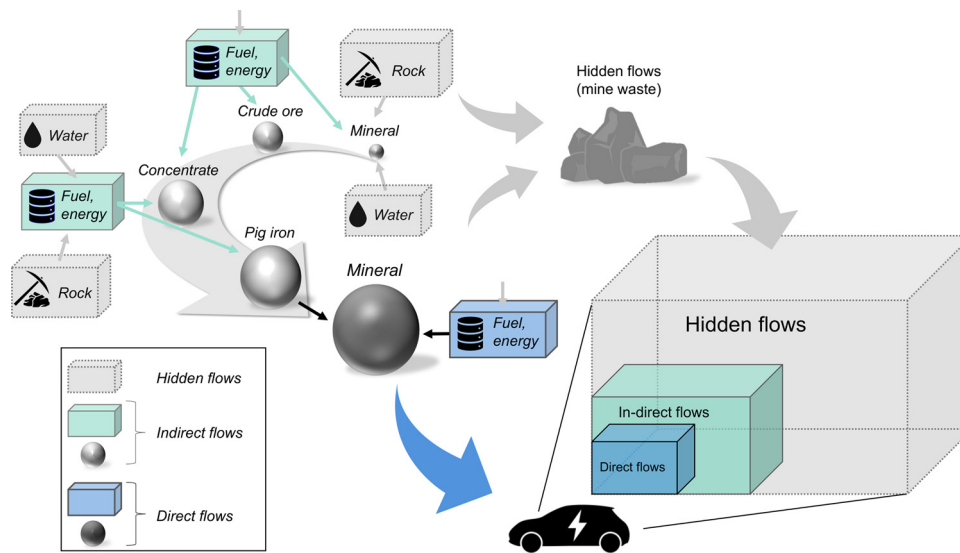 Fuel,
energy
Rock
Hidden flows
(mine waste)
Crude ore
Mineral
Water
Concentrate
Fuel,
energy
Water
Pig iron
Rock
Mineral
Fuel,
energy
Hidden flows
Hidden flows
In-direct flows
Indirect flows
Direct flows
Direct flows